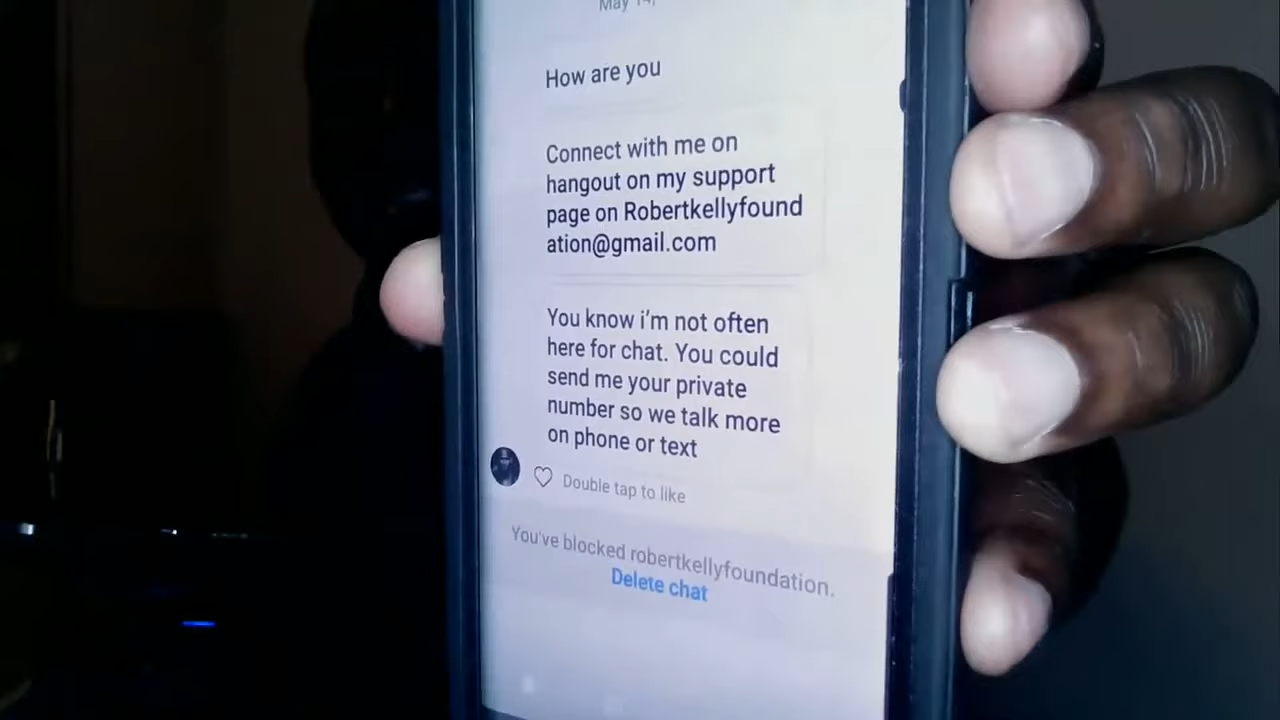 May 14,
How are you
Connect with me on
hangout on my support
page on Robertkellyfound
ation@gmail.com
You know i'm not often
here for chat. You could
send me your private
number so we talk more
on phone or text
Double tap to like
You've blocked robertkellyfoundation.
Delete chat